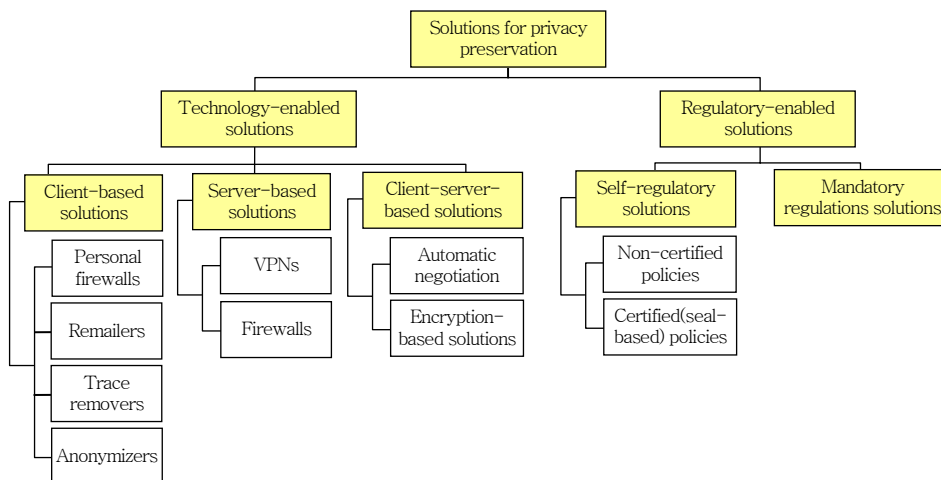 Solutions for privacy
preservation
Technology-enabled
solutions
Regulatory-enabled
solutions
Client-based
solutions
Server-based
solutions
Client-server-
based solutions
Self-regulatory
solutions
Mandatory
regulations solutions
Personal
firewalls
Remailers
Trace
removers
Anonymizers
VPNs
Firewalls
Automatic
negotiation
Encryption-
based solutions
Non-certified
policies
Certified(seal-
based) policies